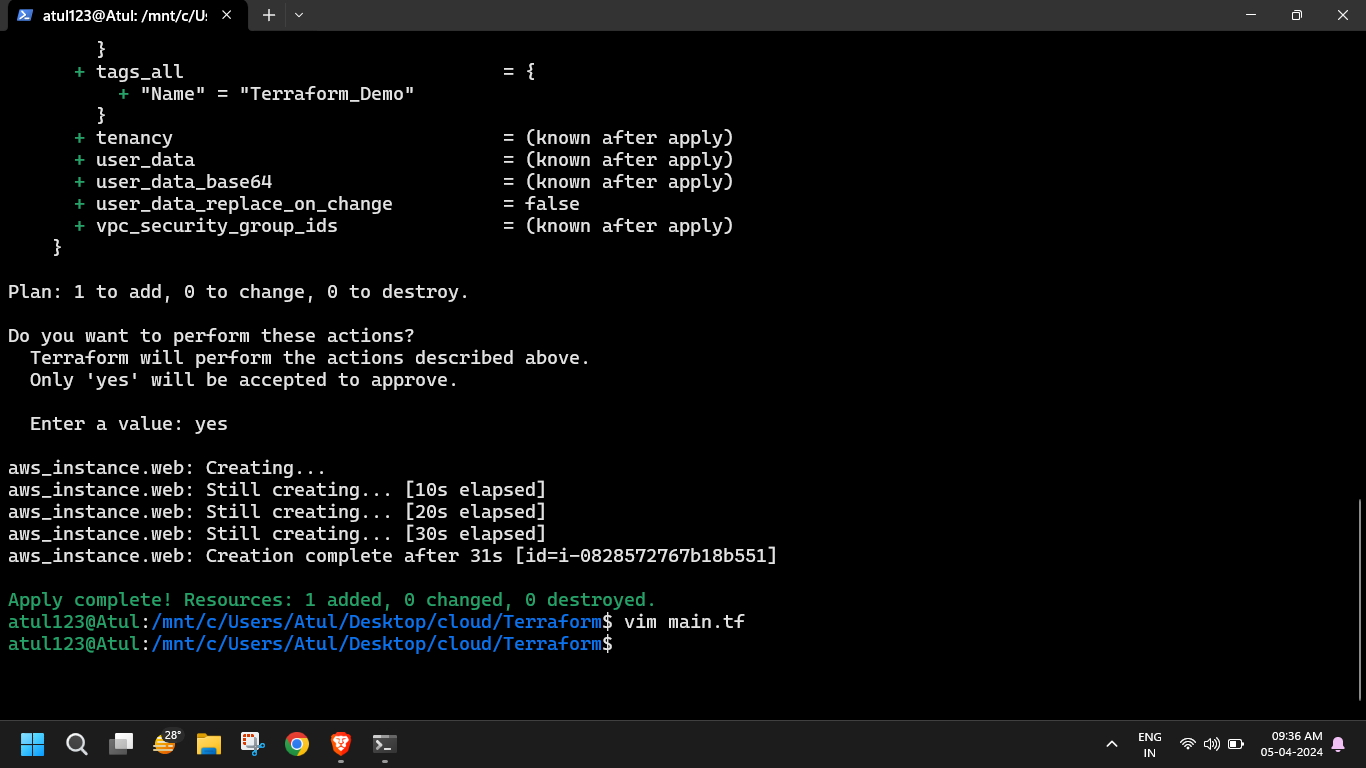 atul123@Atul: /mnt/c/U
}
+ tags_all = {
+ "Name" = "Terraform_Demo"
}
+ tenancy = (known after apply)
+ user_data = (known after apply)
+ user_data_base64 = (known after apply)
+ user_data_replace_on_change = false
+ vpc_security_group_ids = (known after apply)
}
Plan: 1 to add, 0 to change, 0 to destroy.
Do you want to perform these actions?
Terraform will perform the actions described above.
Only 'yes' will be accepted to approve.
Enter a value: yes
aws_instance.web: Creating...
aws_instance.web: Still creating... [10s elapsed]
aws_instance.web: Still creating... [20s elapsed]
aws_instance.web: Still creating... [30s elapsed]
aws_instance.web: Creation complete after 31s [id=i-0828572767b18b551]
Apply complete! Resources: 1 added, 0 changed, 0 destroyed.
atul123@Atul:/mnt/c/Users/Atul/Desktop/cloud/Terraform$ vim main.tf
atul123@Atul:/mnt/c/Users/Atul/Desktop/cloud/Terraform$
28°
ENG
IN
09:36 AM
05-04-2024